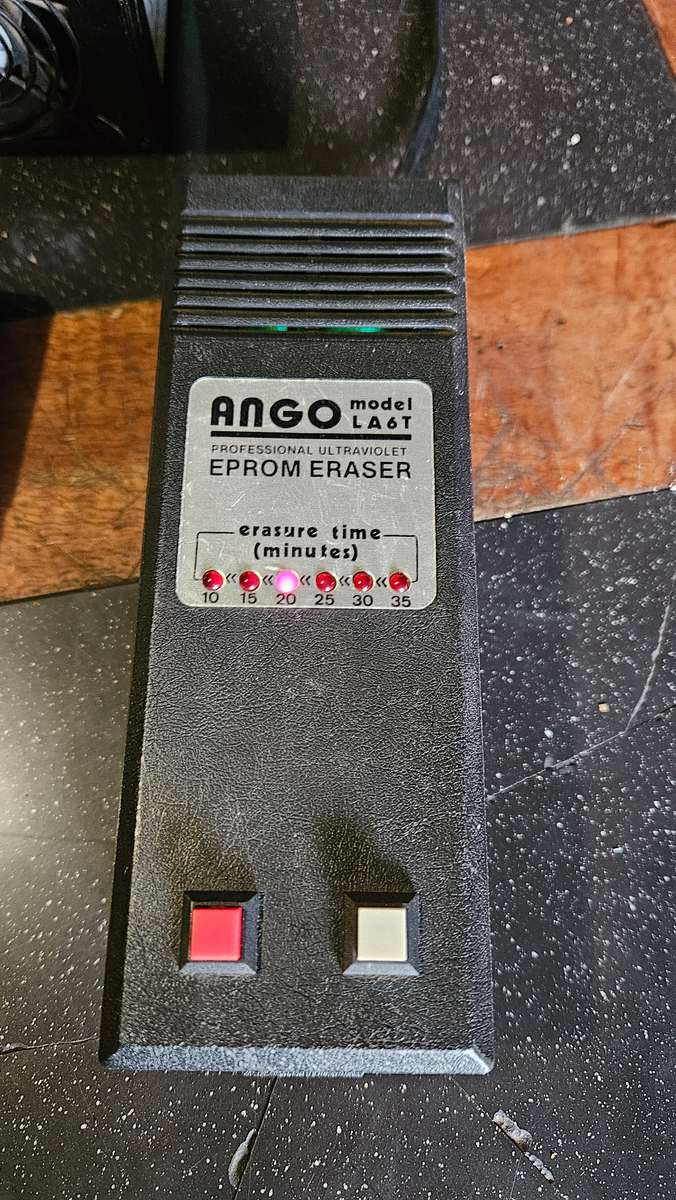 ANGO model
LA6T
PROFESSIONAL ULTRAVIOLET
EPROM ERASER
erasure time
(minutes)
« « « « «
10 15 20 25 30 35